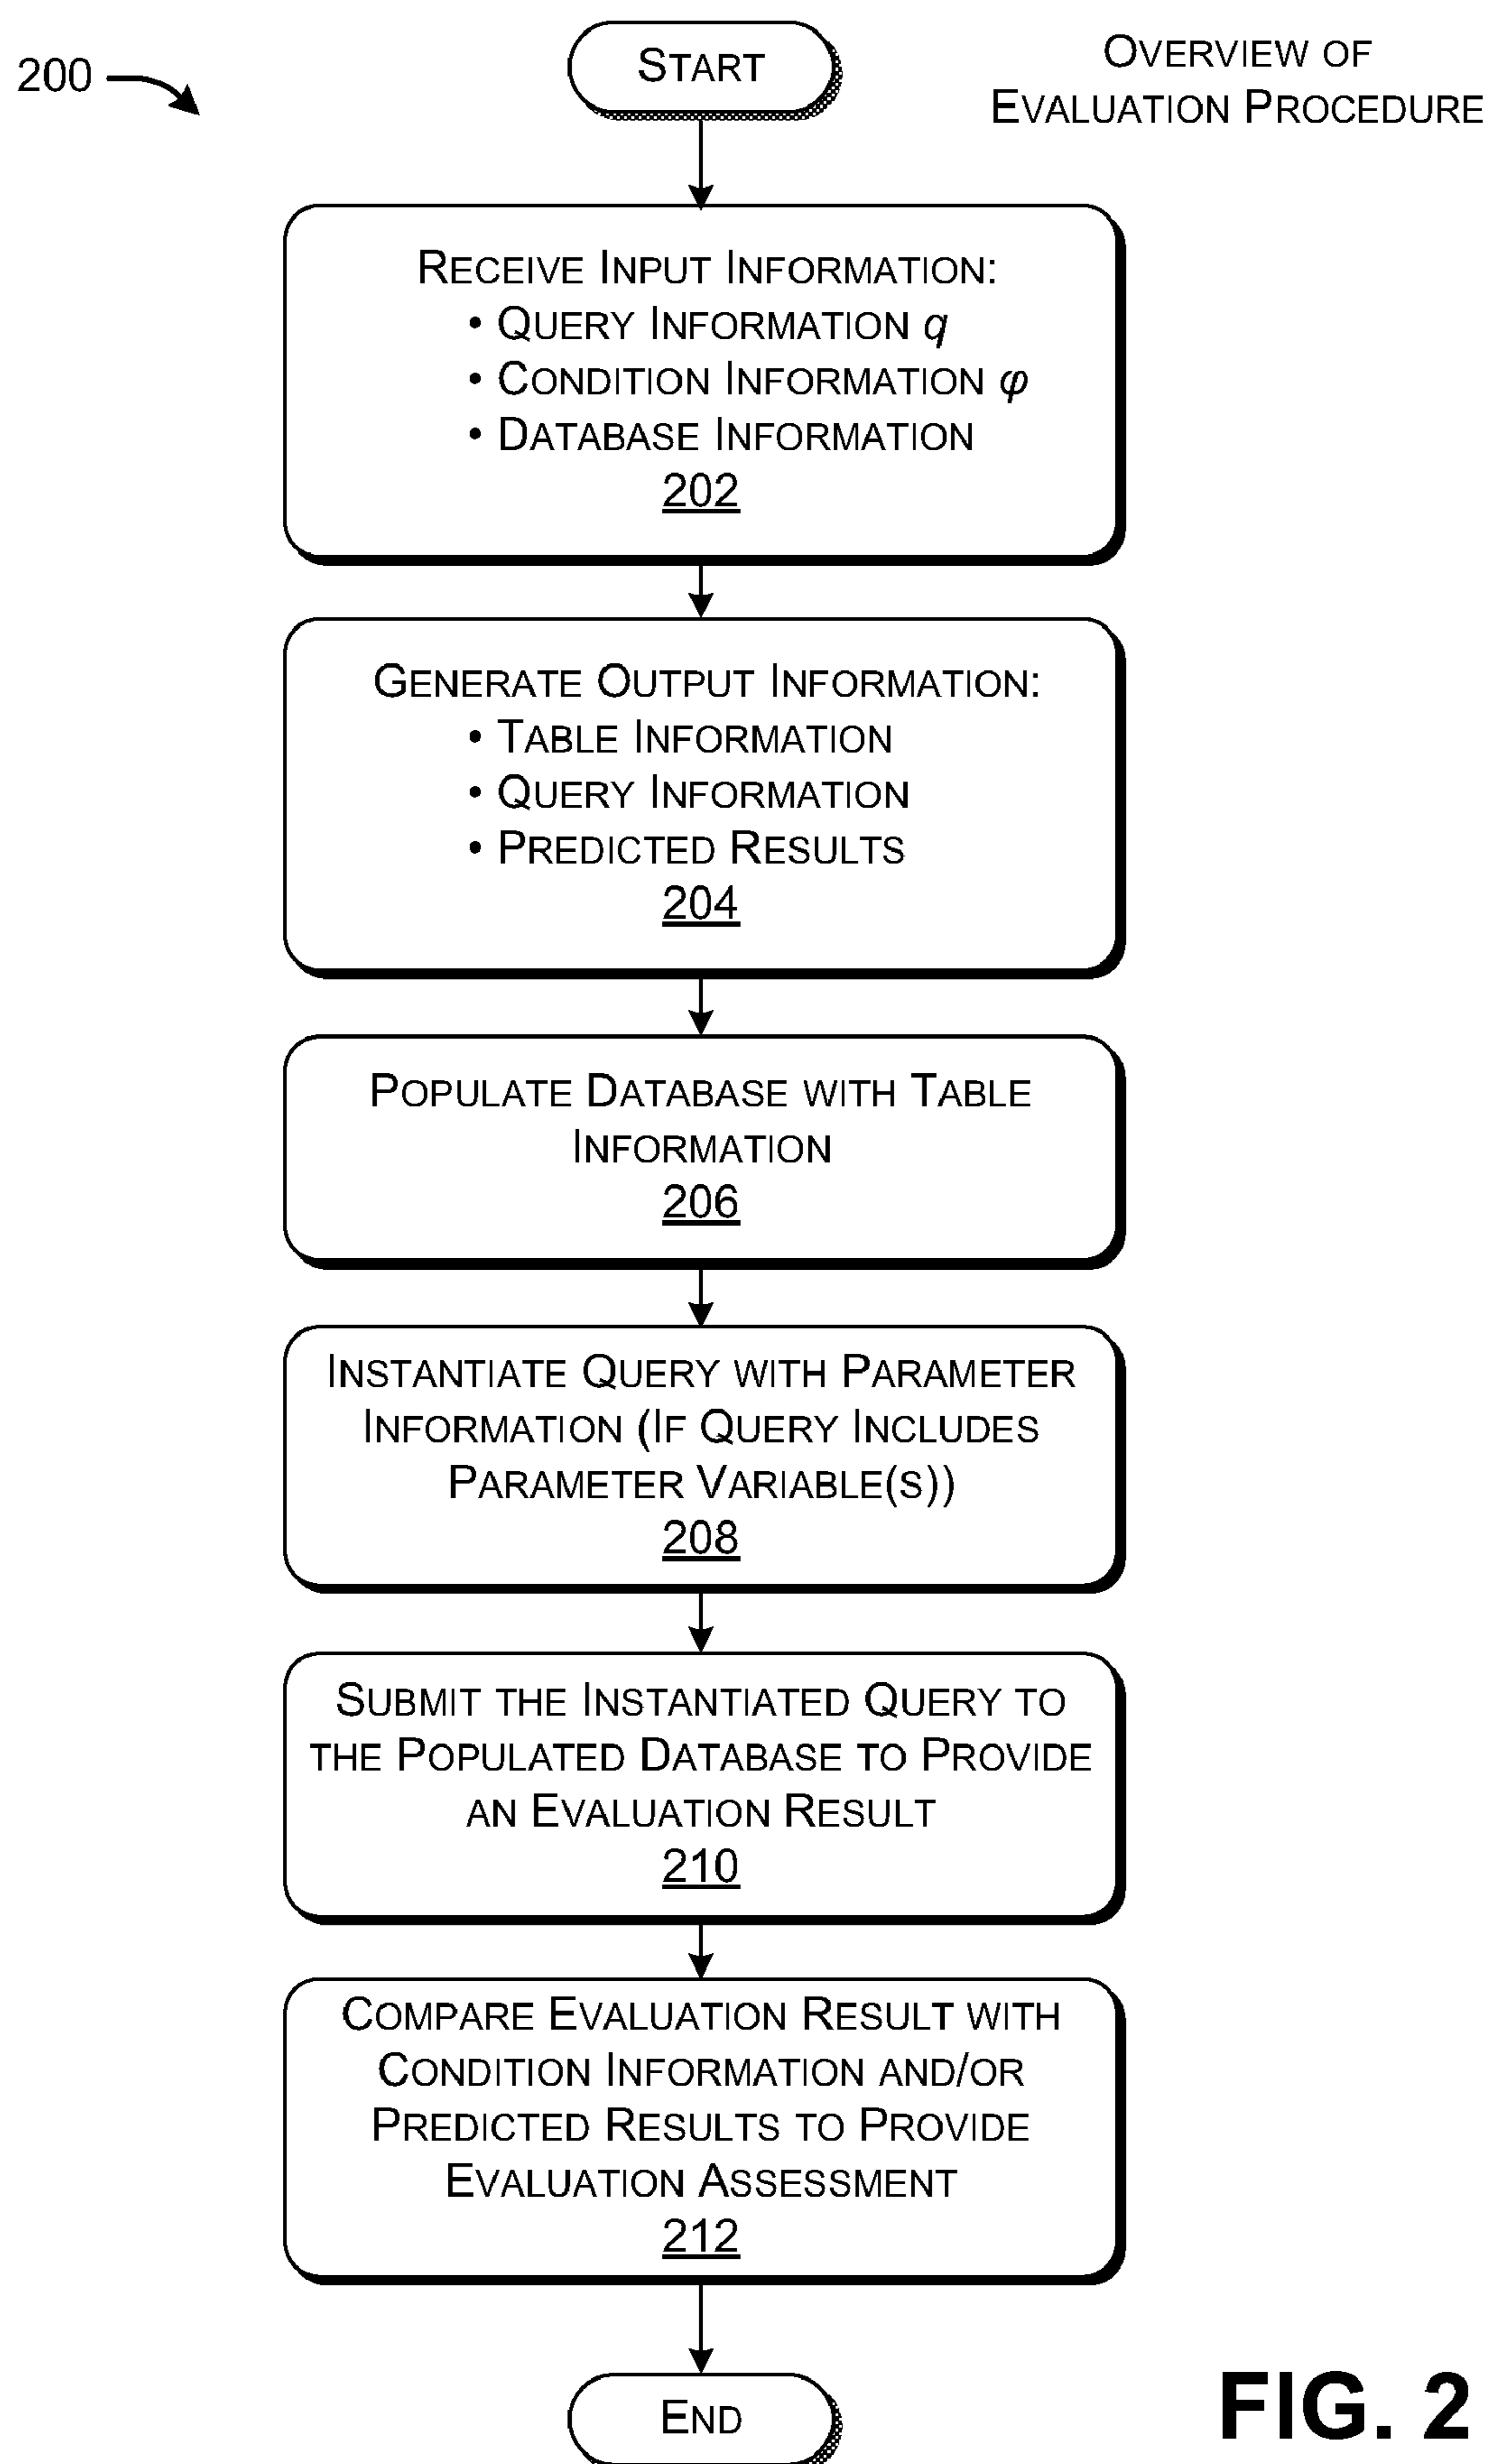 200
START
OVERVIEW OF
EVALUATION PROCEDURE
RECEIVE INPUT INFORMATION:
• QUERY INFORMATION q
• CONDITION INFORMATION φ
• DATABASE INFORMATION
202
GENERATE OUTPUT INFORMATION:
• TABLE INFORMATION
• QUERY INFORMATION
• PREDICTED RESULTS
204
POPULATE DATABASE WITH TABLE
INFORMATION
206
INSTANTIATE QUERY WITH PARAMETER
INFORMATION (IF QUERY INCLUDES
PARAMETER VARIABLE(S))
208
SUBMIT THE INSTANTIATED QUERY TO
THE POPULATED DATABASE TO PROVIDE
AN EVALUATION RESULT
210
COMPARE EVALUATION RESULT WITH
CONDITION INFORMATION AND/OR
PREDICTED RESULTS TO PROVIDE
EVALUATION ASSESSMENT
212
END
FIG. 2